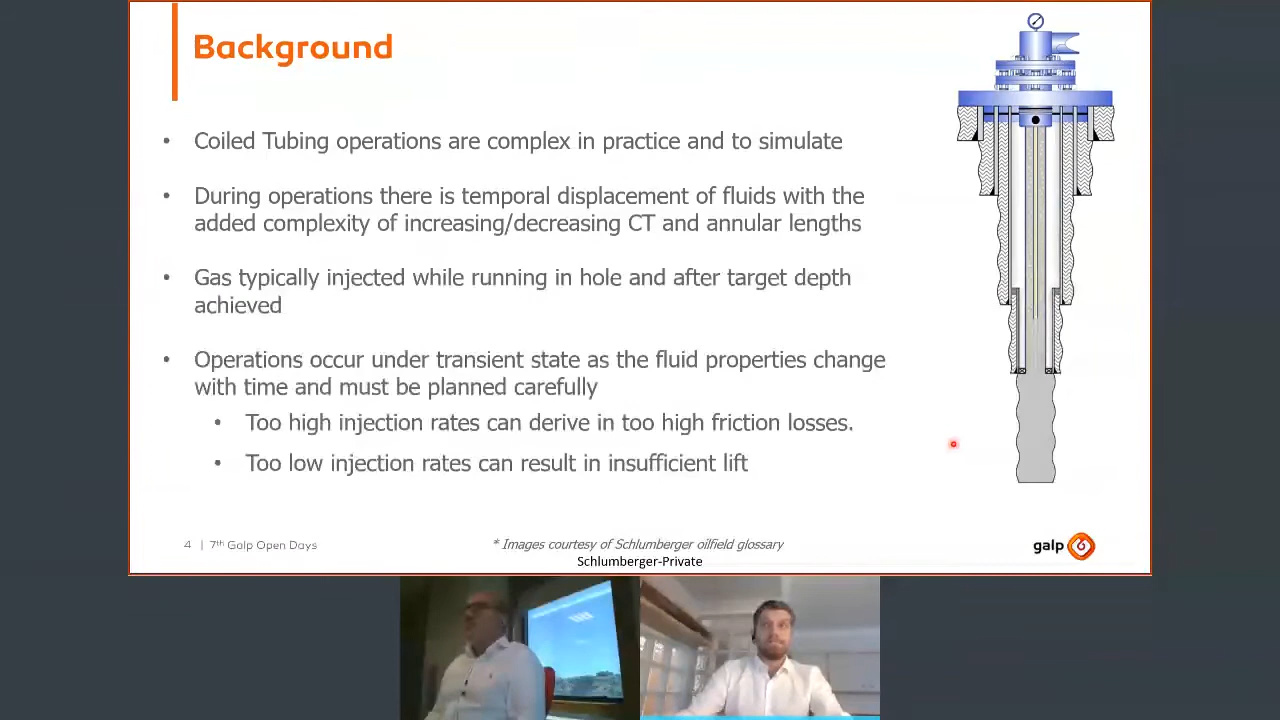 Background
• Coiled Tubing operations are complex in practice and to simulate
• During operations there is temporal displacement of fluids with the
added complexity of increasing/decreasing CT and annular lengths
• Gas typically injected while running in hole and after target depth
achieved
• Operations occur under transient state as the fluid properties change
with time and must be planned carefully
• Too high injection rates can derive in too high friction losses.
• Too low injection rates can result in insufficient lift
4 | 7th Galp Open Days
* Images courtesy of Schlumberger oilfield glossary
galp
Schlumberger-Private